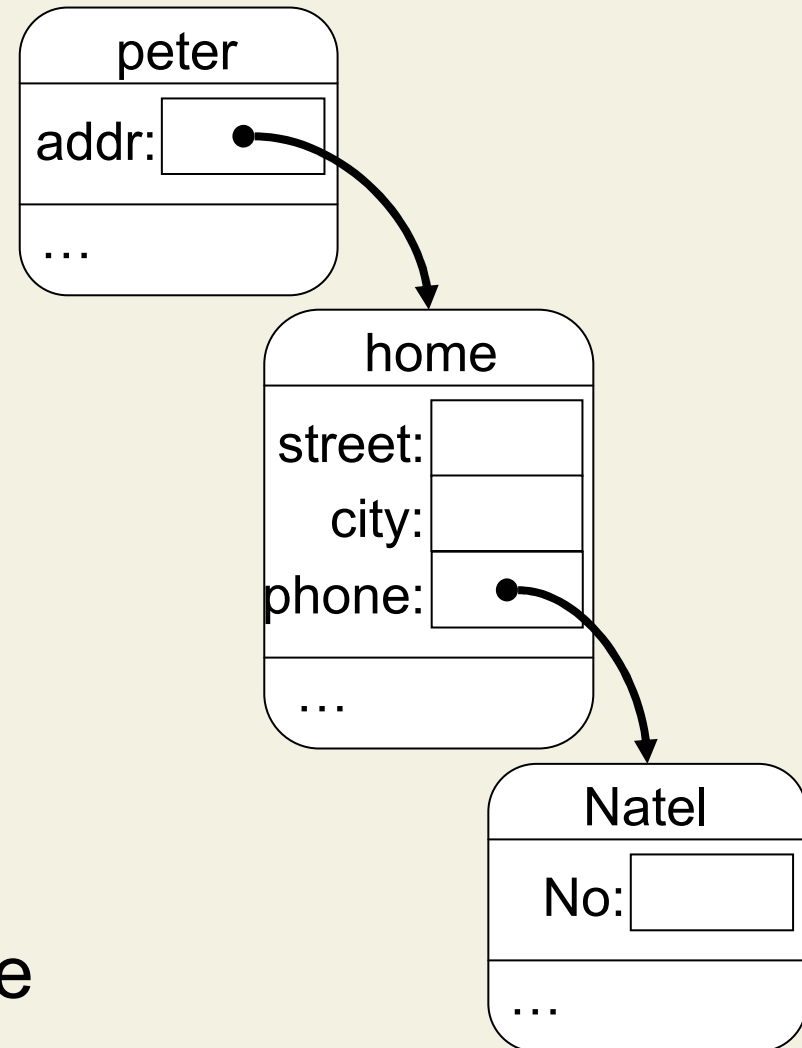 peter
addr:
…
home
street:
city:
phone:
…
Natel
No:
…